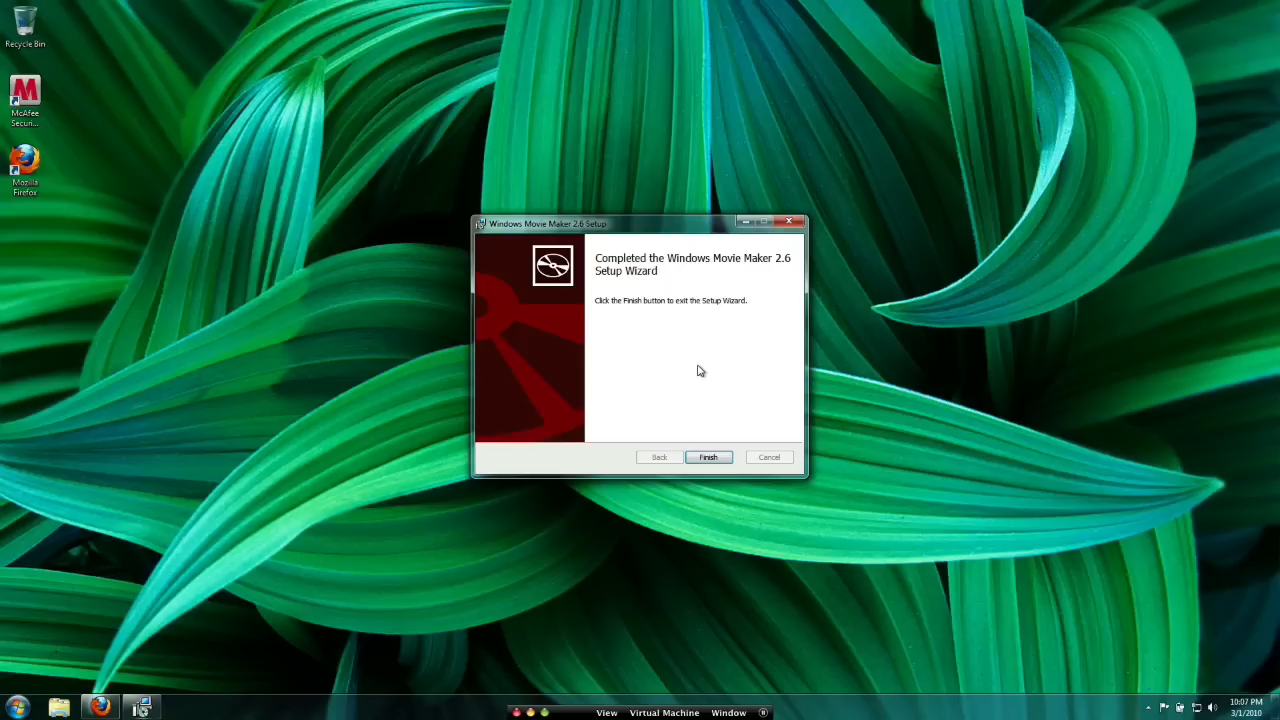 Recycle Bin
McAfee
Securi...
Mozilla
Firefox
Windows Movie Maker 2.6 Setup
Completed the Windows Movie Maker 2.6
Setup Wizard
Click the Finish button to exit the Setup Wizard.
Back
Finish
Cancel
View
Virtual Machine
Window
10:07 PM
3/1/2010